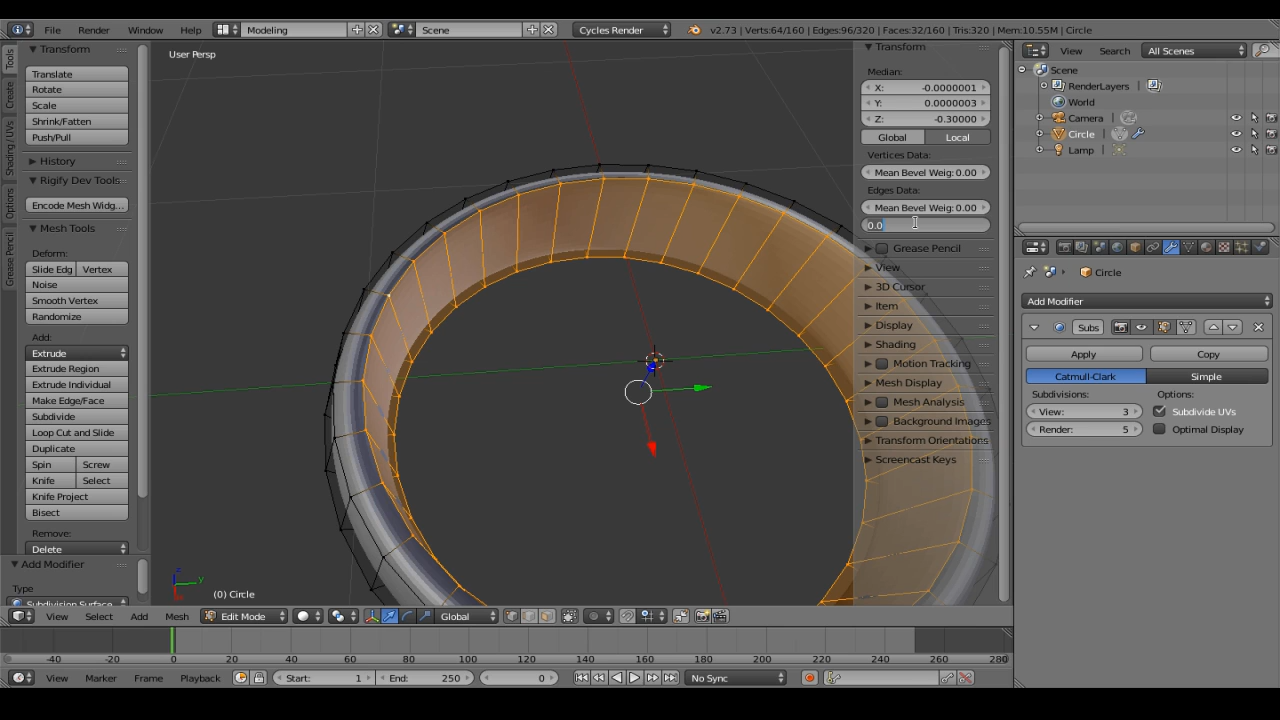 File Render Window Help Modeling Scene Cycles Render v2.73 | Verts:64/160 | Edges:96/320 | Faces:32/160 | Tris:320 | Mem:10.55M | Circle
Tools
Create
Shading / UVs
Options
Grease Pencil
Transform
Translate
Rotate
Scale
Shrink/Fatten
Push/Pull
History
Rigify Dev Tools
Encode Mesh Widg...
Mesh Tools
Deform:
Slide Edg Vertex
Noise
Smooth Vertex
Randomize
Add:
Extrude
Extrude Region
Extrude Individual
Make Edge/Face
Subdivide
Loop Cut and Slide
Duplicate
Spin Screw
Knife Select
Knife Project
Bisect
Remove:
Delete
Add Modifier
Type
Subdivision Surface
User Persp
z
y
(0) Circle
Transform
Median:
X: -0.0000001
Y: 0.0000003
Z: -0.30000
Global Local
Vertices Data:
Mean Bevel Weig: 0.00
Edges Data:
Mean Bevel Weig: 0.00
0.0
Grease Pencil
View
3D Cursor
Item
Display
Shading
Motion Tracking
Mesh Display
Mesh Analysis
Background Images
Transform Orientations
Screencast Keys
View Search All Scenes
Scene
RenderLayers
World
Camera
Circle
Lamp
Circle
Add Modifier
Subs
Apply Copy
Catmull-Clark Simple
Subdivisions: Options:
View: 3 Subdivide UVs
Render: 5 Optimal Display
View Select Add Mesh Edit Mode Global
-40 -20 0 20 40 60 80 100 120 140 160 180 200 220 240 260 280
View Marker Frame Playback Start: 1 End: 250 0 No Sync